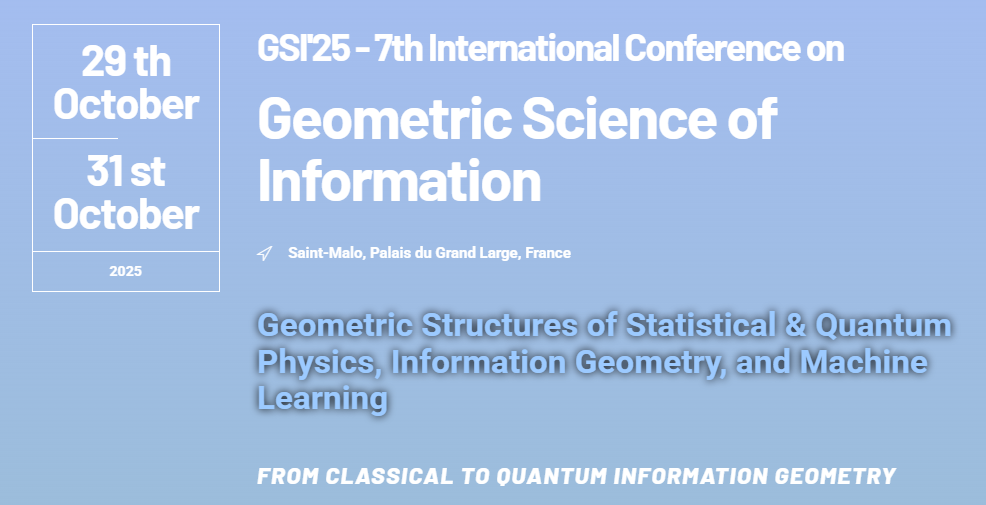 29 th
October
31 st
October
2025
GSI'25 - 7th International Conference on
Geometric Science of
Information
Saint-Malo, Palais du Grand Large, France
Geometric Structures of Statistical & Quantum
Physics, Information Geometry, and Machine
Learning
FROM CLASSICAL TO QUANTUM INFORMATION GEOMETRY